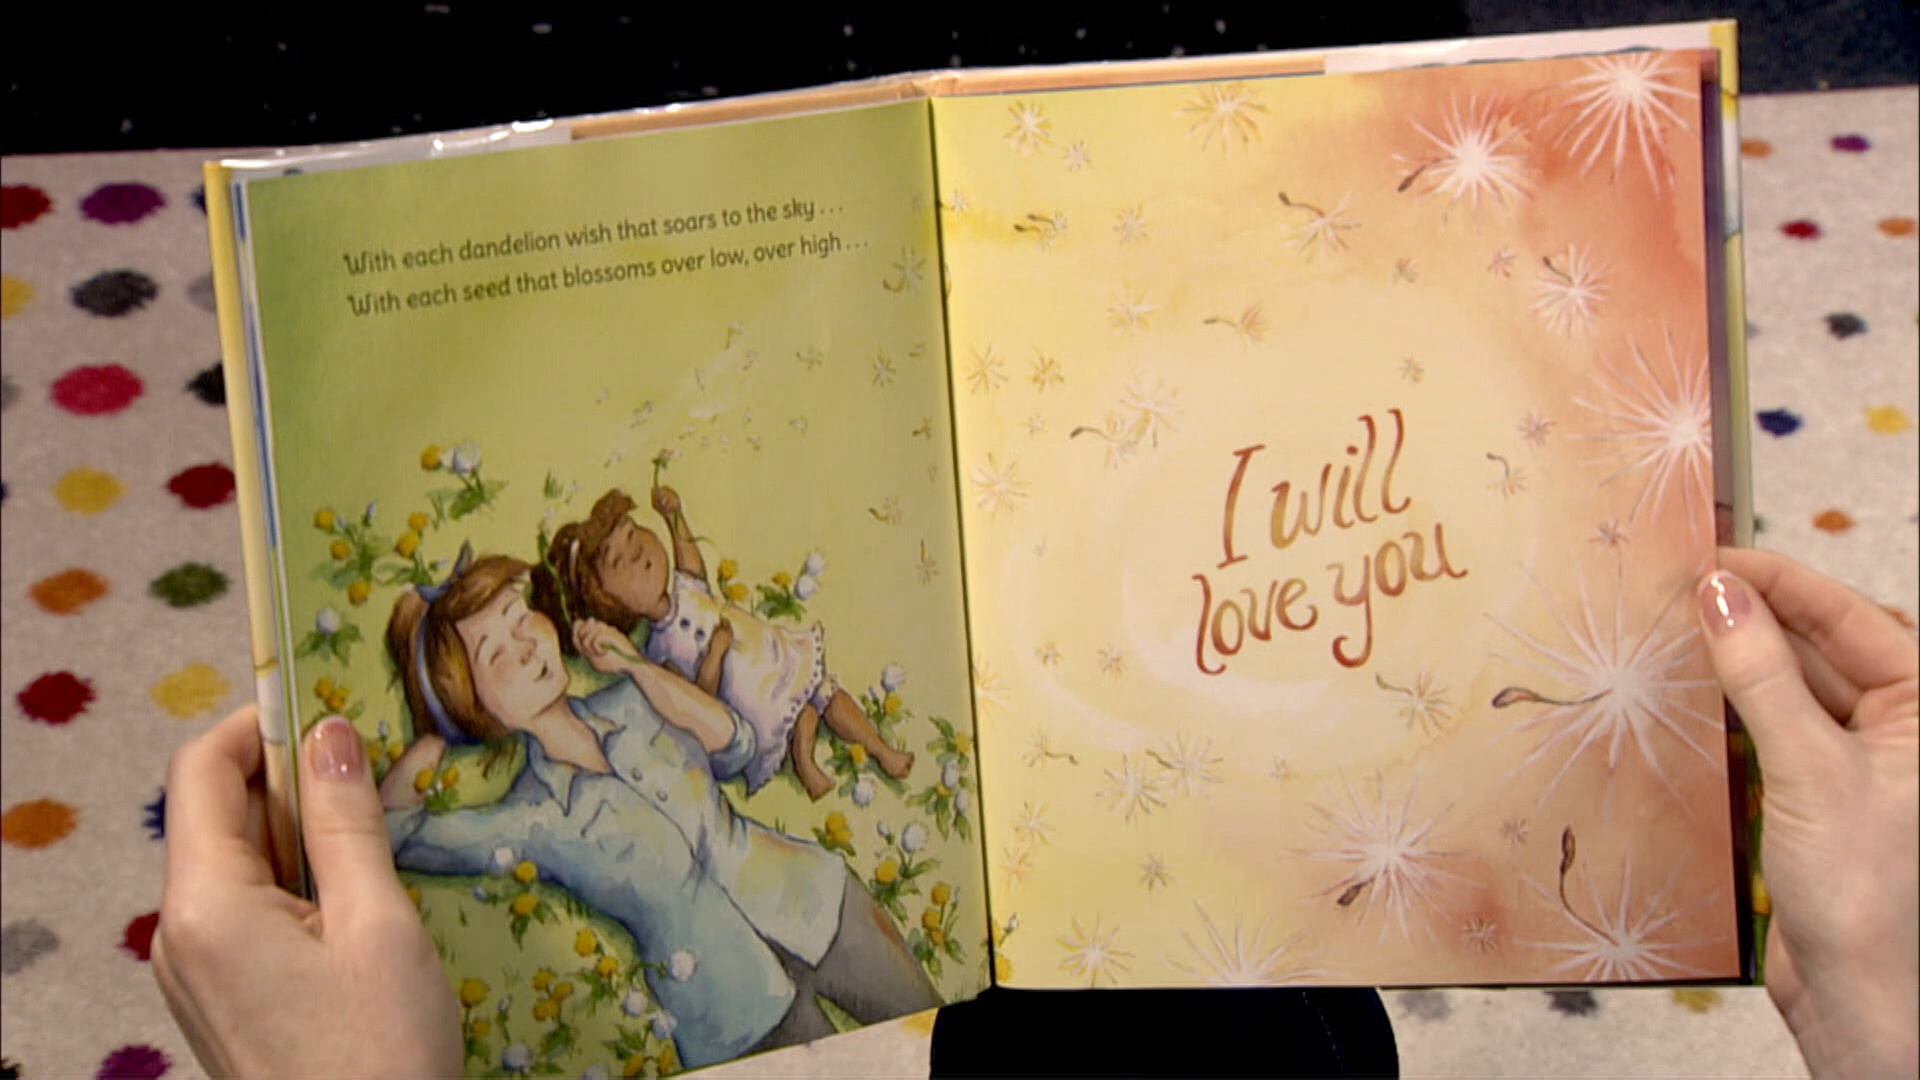 With each dandelion wish that soars to the sky...
With each seed that blossoms over low, over high...
I will
love you